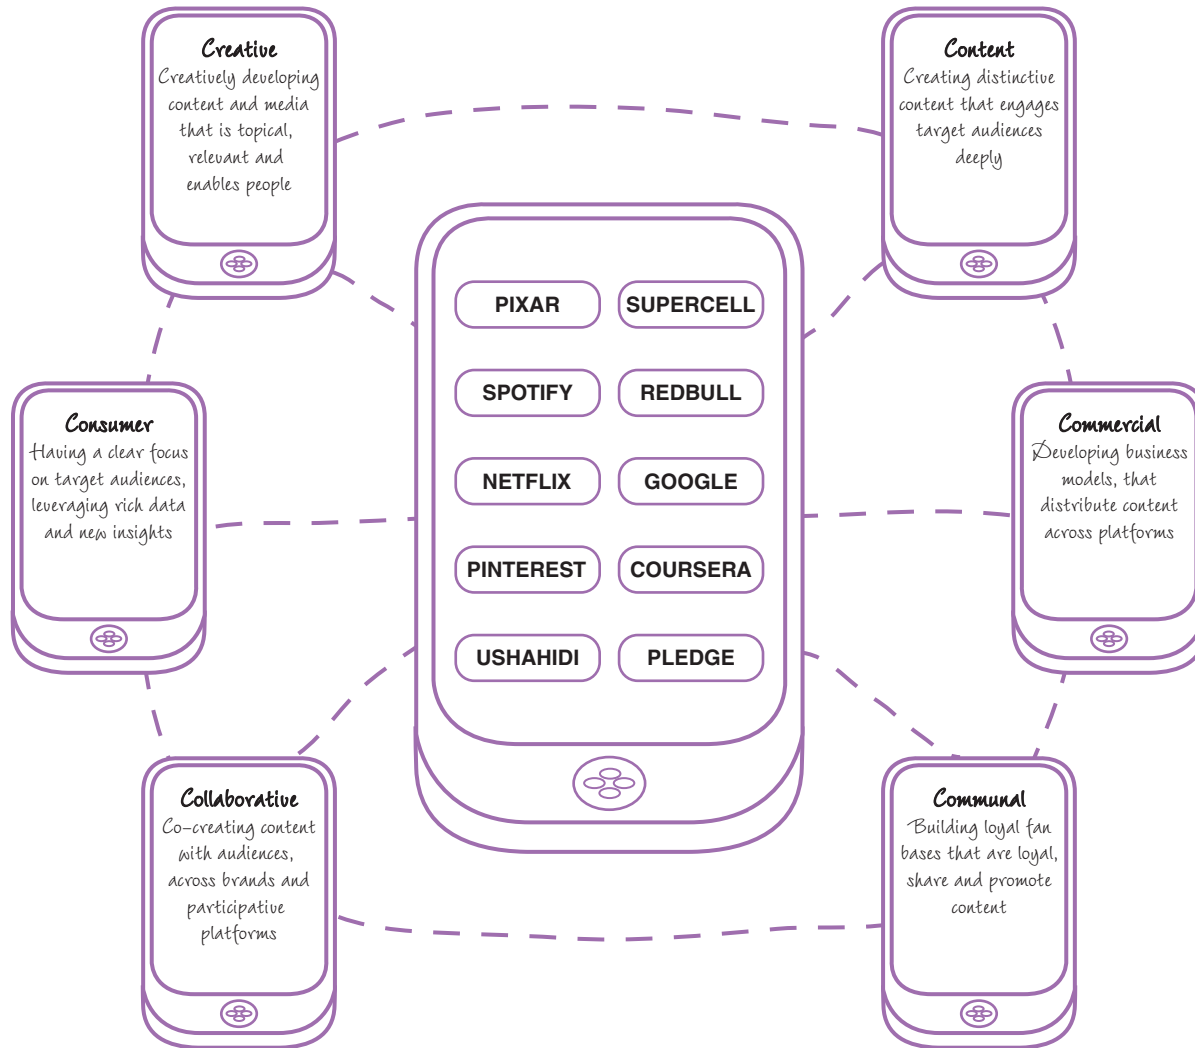 Creative
Creatively developing
content and media
that is topical,
relevant and
enables people
Content
Creating distinctive
content that engages
target audiences
deeply
PIXAR
SUPERCELL
SPOTIFY
REDBULL
NETFLIX
GOOGLE
PINTEREST
COURSERA
USHAHIDI
PLEDGE
Consumer
Having a clear focus
on target audiences,
leveraging rich data
and new insights
Commercial
Developing business
models, that
distribute content
across platforms
Collaborative
Co-creating content
with audiences,
across brands and
participative
platforms
Communal
Building loyal fan
bases that are loyal,
share and promote
content